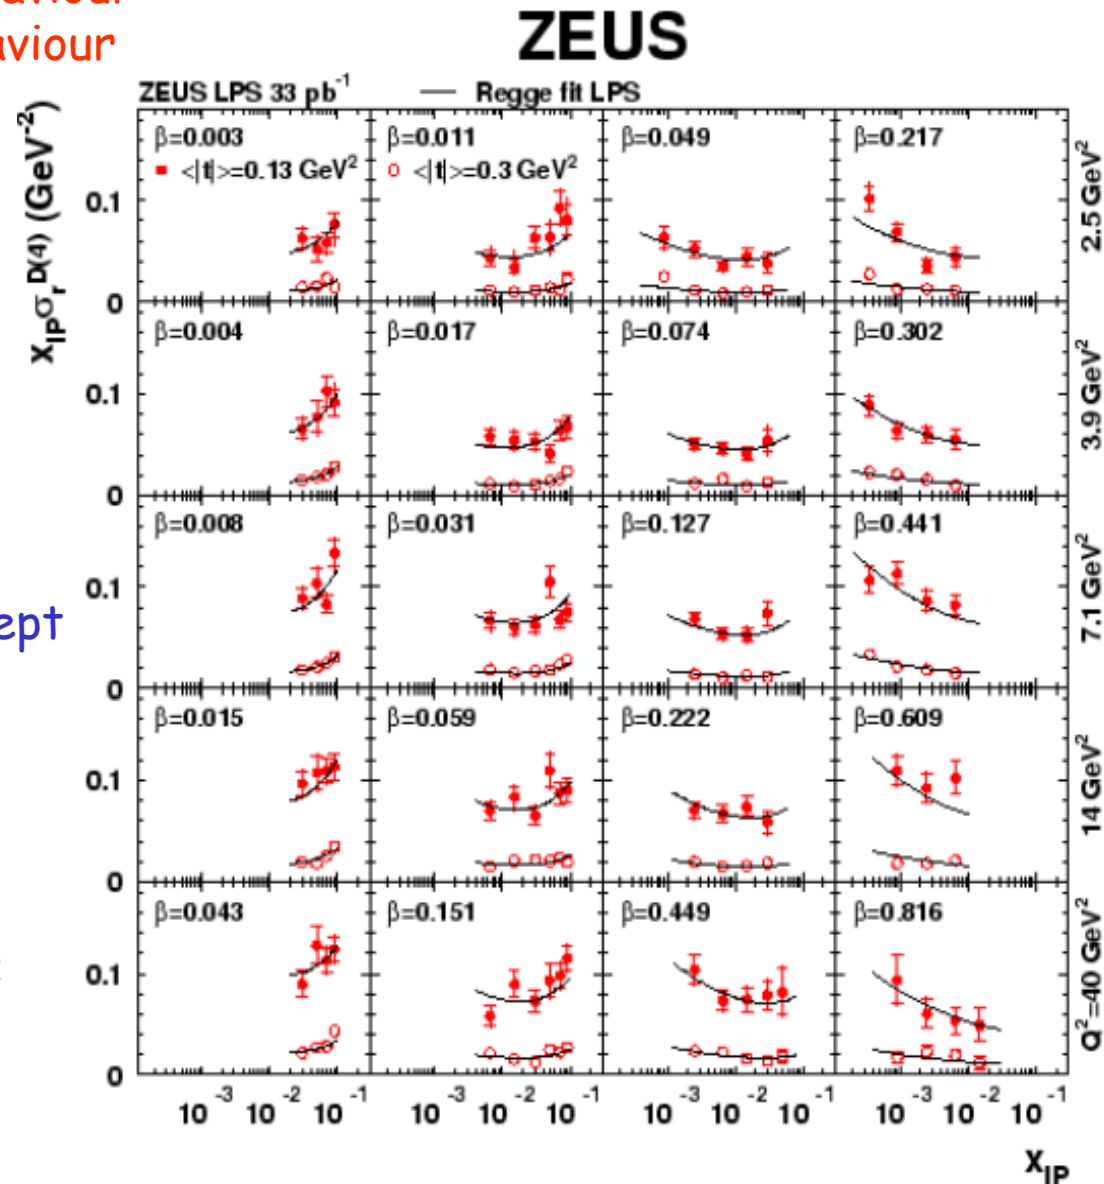 aviour
ZEUS
ZEUS LPS 33 pb⁻¹ — Regge fit LPS
x_IP σ_r^D(4) (GeV⁻²)
β=0.003 β=0.011 β=0.049 β=0.217
<|t|>=0.13 GeV² <|t|>=0.3 GeV²
2.5 GeV²
0.1
0
β=0.004 β=0.017 β=0.074 β=0.302
3.9 GeV²
0.1
0
β=0.008 β=0.031 β=0.127 β=0.441
7.1 GeV²
0.1
ept
0
β=0.015 β=0.059 β=0.222 β=0.609
14 GeV²
0.1
0
β=0.043 β=0.151 β=0.449 β=0.816
Q²=40 GeV²
0.1
0
10⁻³ 10⁻² 10⁻¹ 10⁻³ 10⁻² 10⁻¹ 10⁻³ 10⁻² 10⁻¹ 10⁻³ 10⁻² 10⁻¹
x_IP